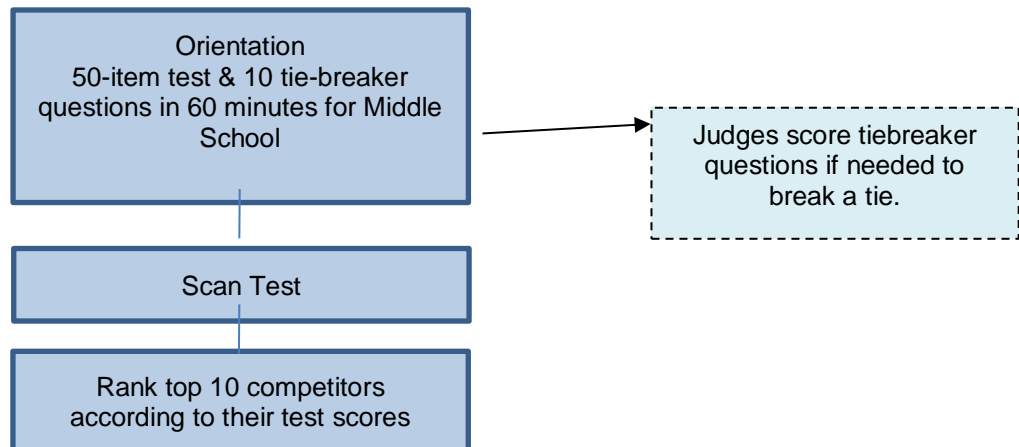 Orientation
50-item test & 10 tie-breaker
questions in 60 minutes for Middle
School
Judges score tiebreaker
questions if needed to
break a tie.
Scan Test
Rank top 10 competitors
according to their test scores